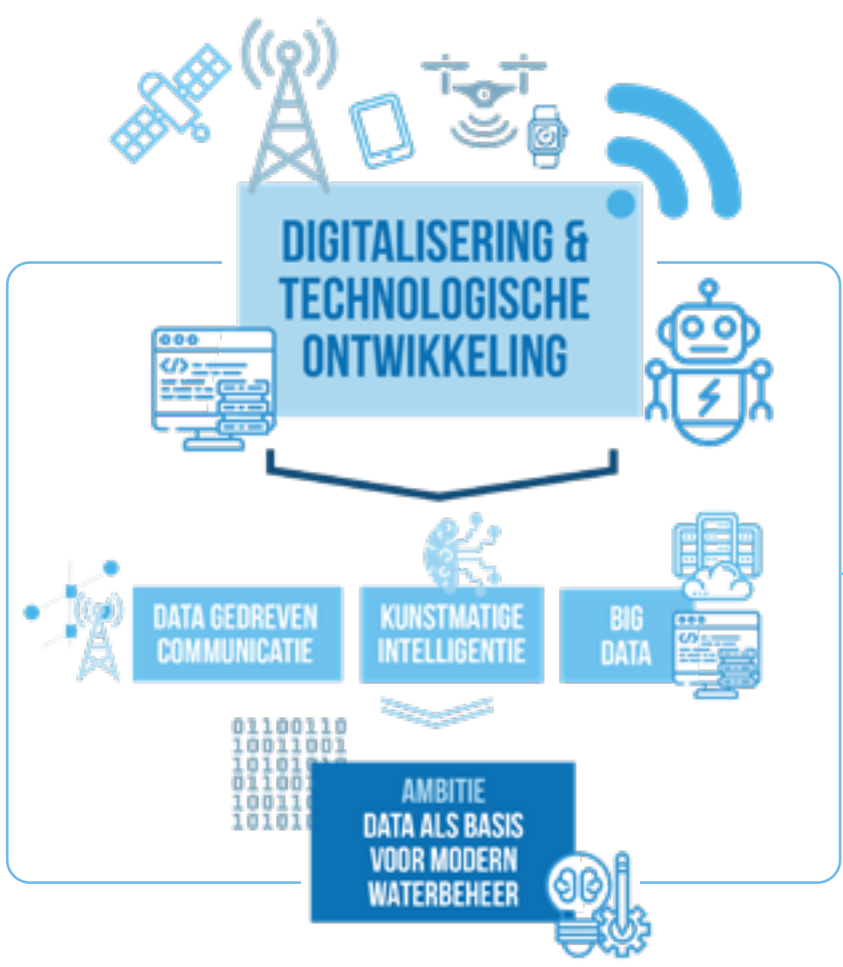 DIGITALISERING &
TECHNOLOGISCHE
ONTWIKKELING
DATA GEDREVEN
COMMUNICATIE
KUNSTMATIGE
INTELLIGENTIE
BIG
DATA
01100110
10011001
AMBITIE
DATA ALS BASIS
VOOR MODERN
WATERBEHEER